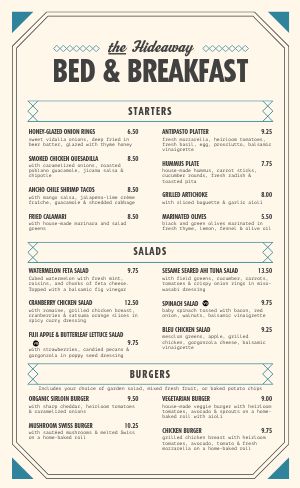 the Hideaway
BED & BREAKFAST
STARTERS
HONEY-GLAZED ONION RINGS 6.50
sweet vidalia onions, deep fried in
beer batter, glazed with thyme honey
SMOKED CHICKEN QUESADILLA 8.50
with caramelized onions, roasted
poblano guacamole, jicama salsa &
chipotle
ANCHO CHILE SHRIMP TACOS 8.50
with mango salsa, jalapeno-lime crème
fraîche, guacamole & shredded cabbage
FRIED CALAMARI 8.50
with house-made marinara and salad
greens
ANTIPASTO PLATTER 9.25
fresh mozzarella, heirloom tomatoes,
fresh basil, egg, prosciutto, balsamic
vinaigrette
HUMMUS PLATE 7.75
house-made hummus, carrot sticks,
cucumber rounds, fresh radish &
toasted pita
GRILLED ARTICHOKE 8.00
with sliced baguette & garlic aioli
MARINATED OLIVES 5.50
black and green olives marinated in
fresh thyme, lemon, fennel & olive oil
SALADS
WATERMELON FETA SALAD 9.75
Cubed watermelon with fresh mint,
raisins, and chunks of feta cheese.
Topped with a balsamic fig vinegar
CRANBERRY CHICKEN SALAD 12.50
with romaine, grilled chicken breast,
cranberries & satsuma orange slices in
spicy curry dressing
FUJI APPLE & BUTTERLEAF LETTUCE SALAD
9.75
with strawberries, candied pecans &
gorgonzola in poppy seed dressing
SESAME SEARED AHI TUNA SALAD 13.50
with field greens, cucumber, carrots,
tomatoes & crispy onion rings in miso-
wasabi dressing
SPINACH SALAD 9.75
baby spinach tossed with bacon, red
onion, walnuts, balsamic vinaigrette
BLEU CHICKEN SALAD 9.25
mesclun greens, apple, grilled
chicken, gorgonzola cheese, balsamic
vinaigrette
BURGERS
Includes your choice of garden salad, mixed fresh fruit, or baked potato chips
ORGANIC SIRLOIN BURGER 9.50
with sharp cheddar, heirloom tomatoes
& caramelized onions
MUSHROOM SWISS BURGER 10.25
with sautéed mushrooms & melted Swiss
on a home-baked roll
VEGETARIAN BURGER 9.00
house-made veggie burger with heirloom
tomatoes, avocado & sprouts on a home-
baked roll with aioli
CHICKEN BURGER 9.75
grilled chicken breast with heirloom
tomatoes, avocado, tomato & fresh
mozzarella on a home-baked roll